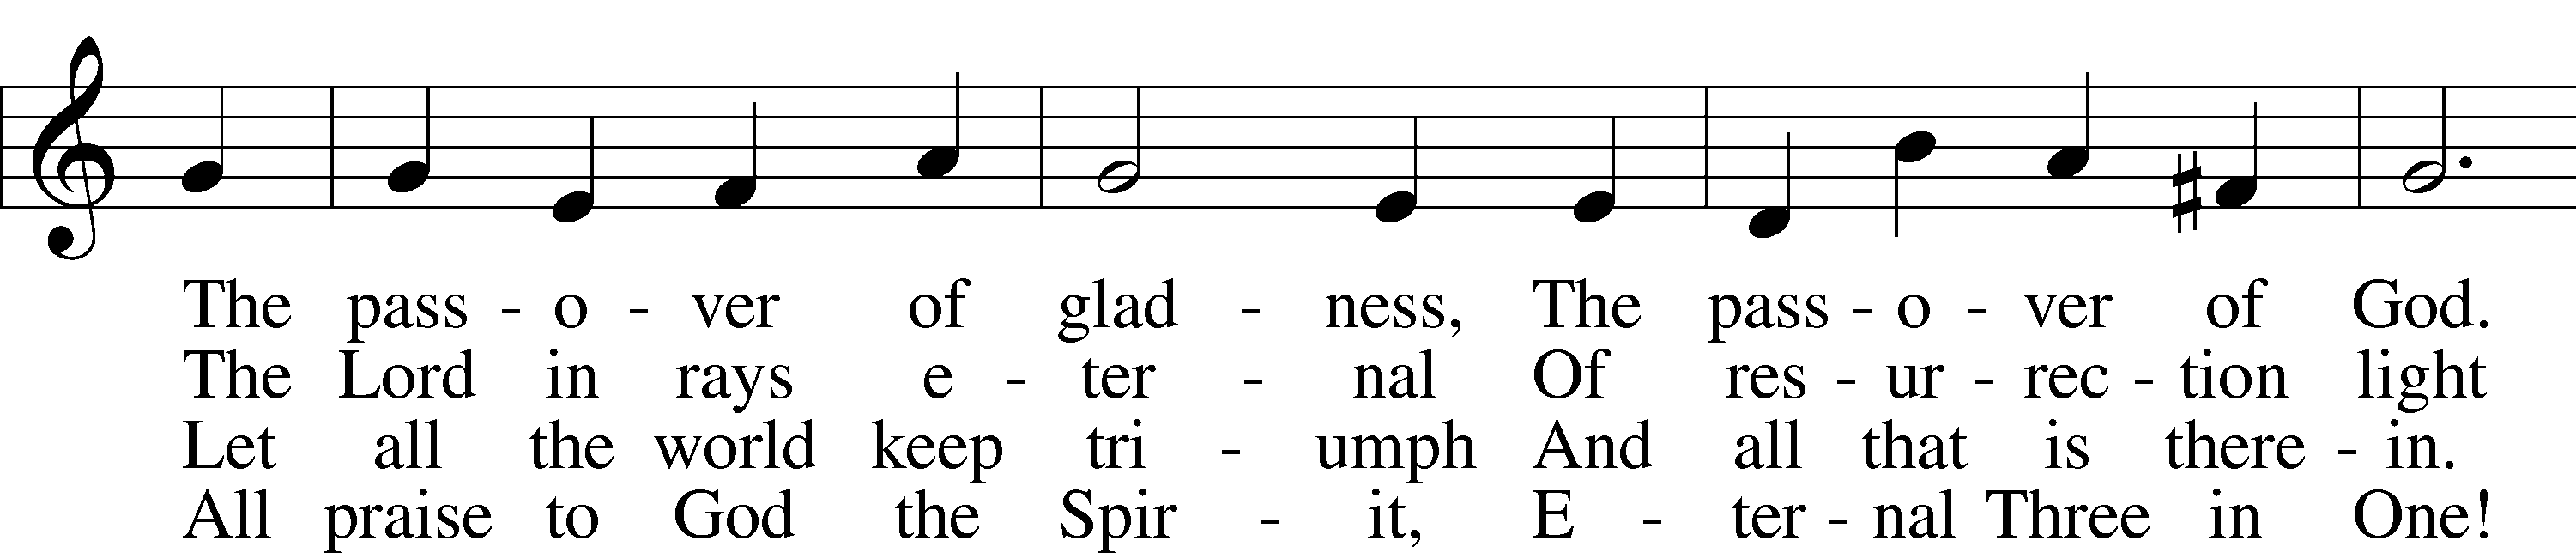 The pass - o - ver of glad - ness, The pass - o - ver of God.
The Lord in rays e - ter - nal Of res - ur - rec - tion light
Let all the world keep tri - umph And all that is there - in.
All praise to God the Spir - it, E - ter - nal Three in One!